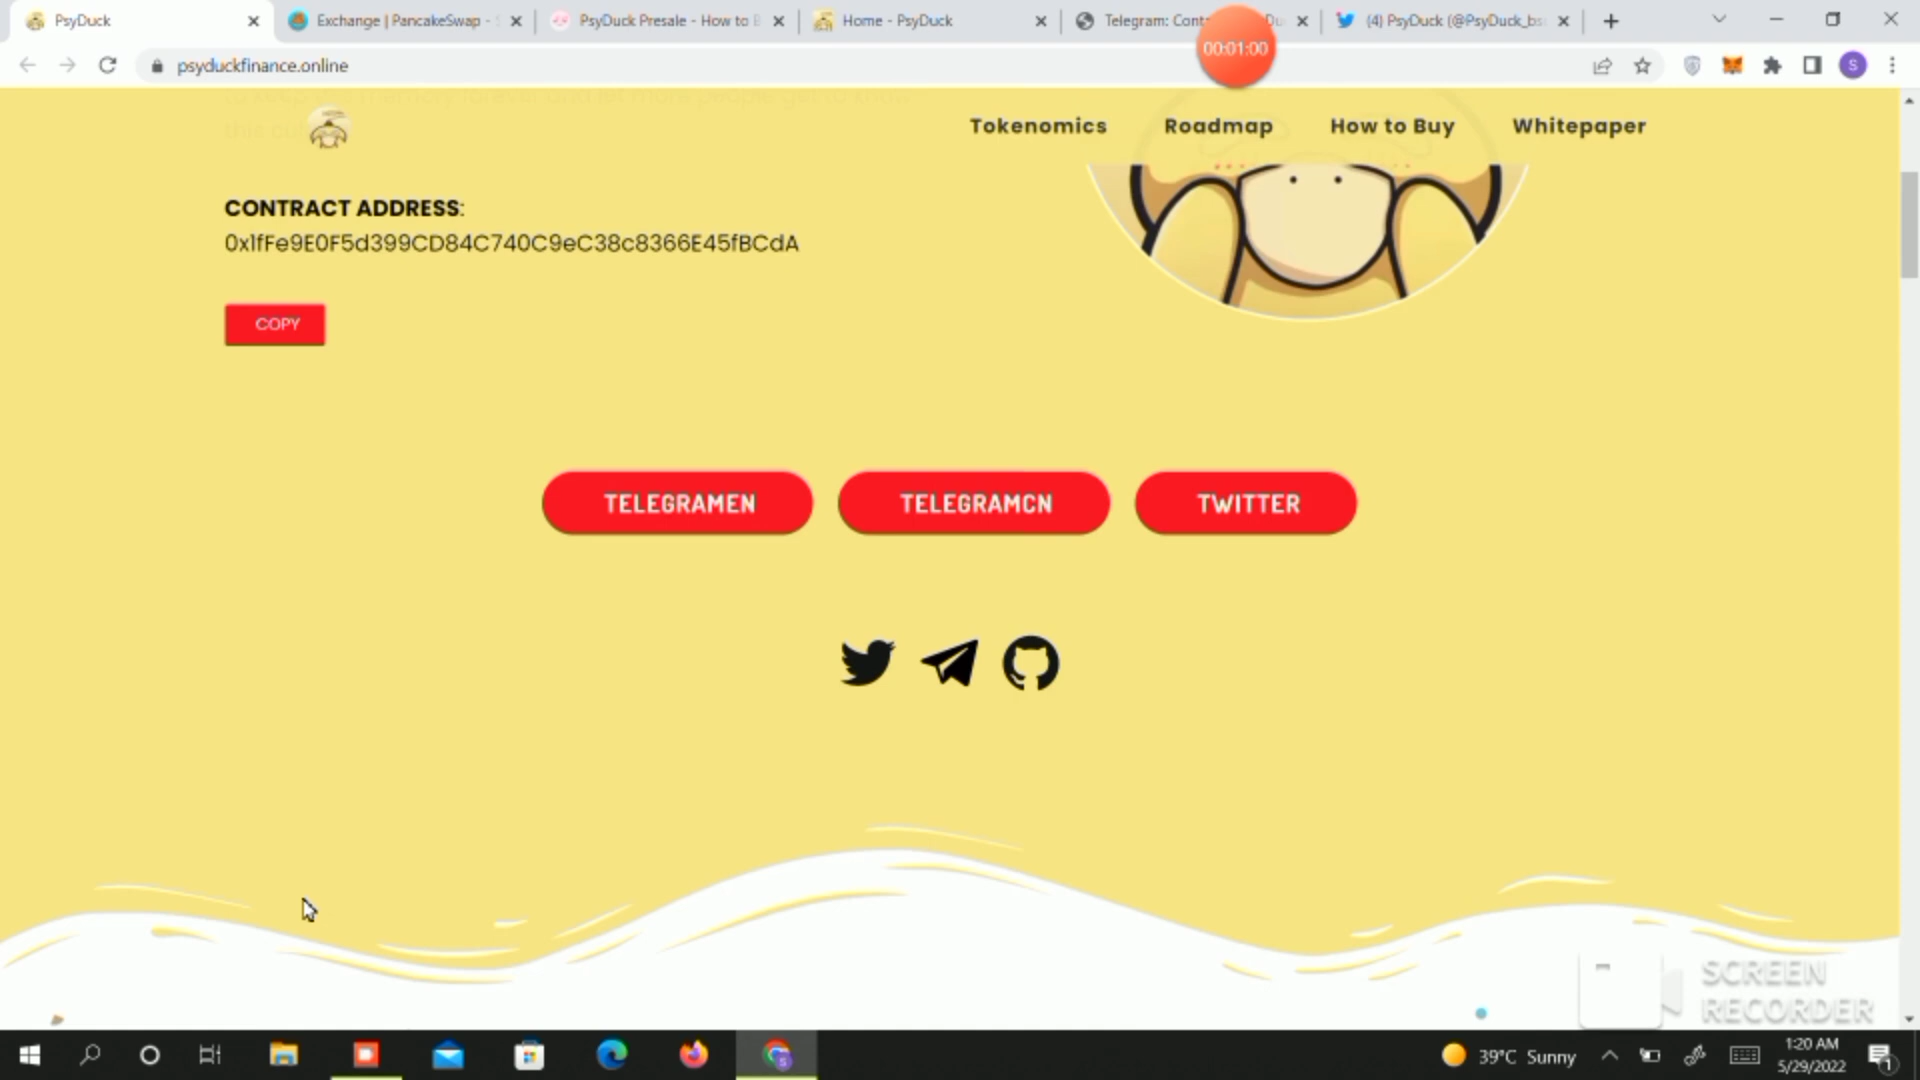 PsyDuck
Exchange | PancakeSwap -
PsyDuck Presale - How to B
Home - PsyDuck
Telegram: Conta
(4) PsyDuck (@PsyDuck_bs
00:01:00
psyduckfinance.online
S
Tokenomics
Roadmap
How to Buy
Whitepaper
CONTRACT ADDRESS:
0x1fFe9E0F5d399CD84C740C9eC38c8366E45fBCdA
COPY
TELEGRAMEN
TELEGRAMCN
TWITTER
SCREEN
RECORDER
39°C Sunny
1:20 AM
5/29/2022
1